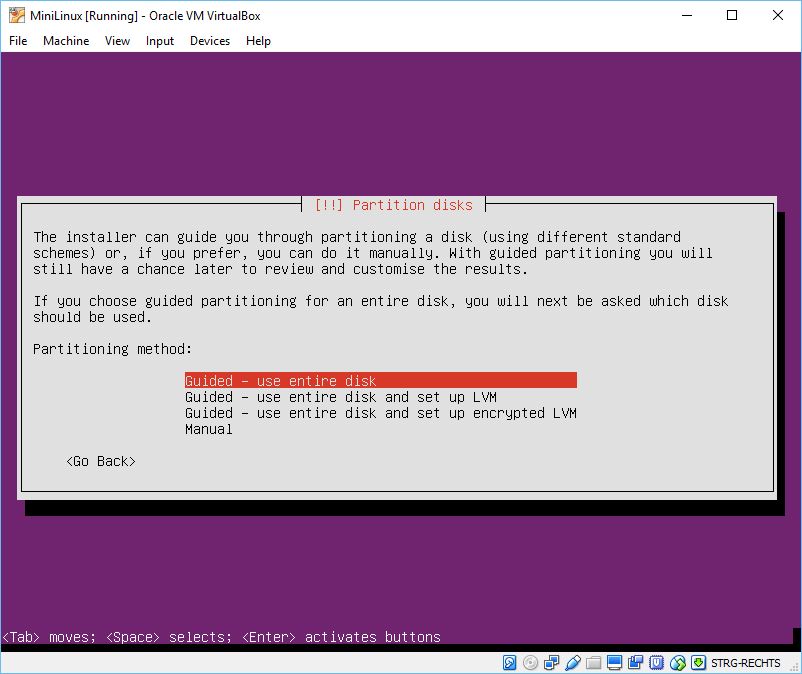 MiniLinux [Running] - Oracle VM VirtualBox
File Machine View Input Devices Help
[!!] Partition disks
The installer can guide you through partitioning a disk (using different standard
schemes) or, if you prefer, you can do it manually. With guided partitioning you will
still have a chance later to review and customise the results.
If you choose guided partitioning for an entire disk, you will next be asked which disk
should be used.
Partitioning method:
Guided - use entire disk
Guided - use entire disk and set up LVM
Guided - use entire disk and set up encrypted LVM
Manual
<Go Back>
<Tab> moves; <Space> selects; <Enter> activates buttons
STRG-RECHTS